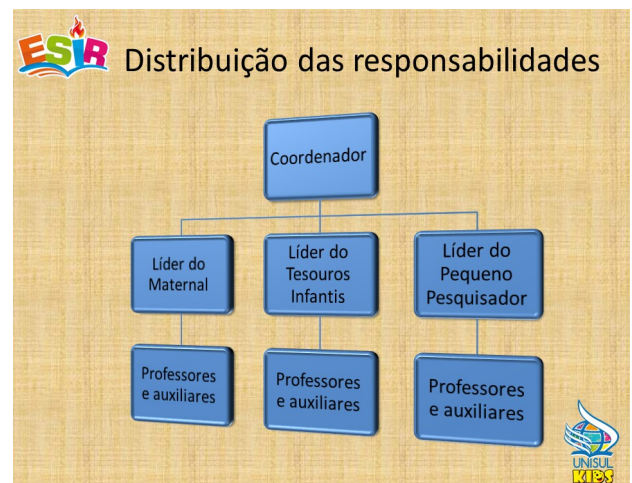 ESIR
Distribuição das responsabilidades
Coordenador
Líder do
Maternal
Líder do
Tesouros
Infantis
Líder do
Pequeno
Pesquisador
Professores
e auxiliares
Professores
e auxiliares
Professores
e auxiliares
UNISUL
KIDS